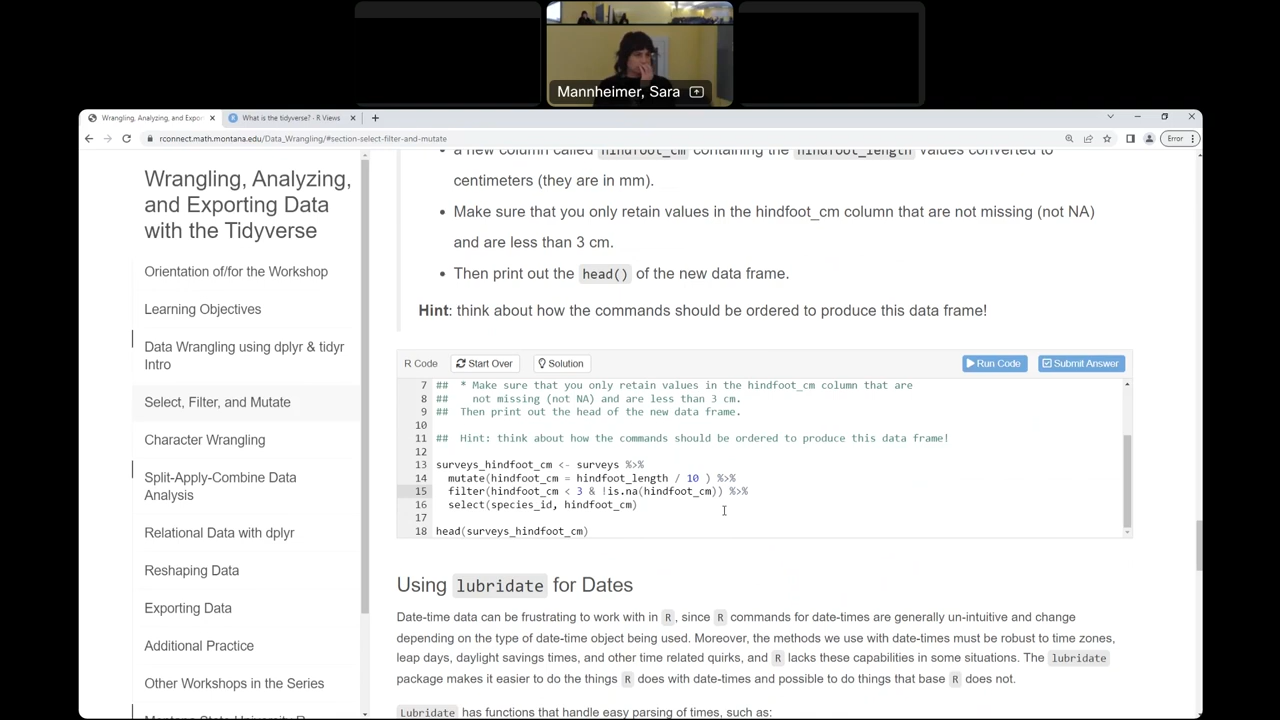 Mannheimer, Sara
Wrangling, Analyzing, and Expor
What is the tidyverse? · R Views
rconnect.math.montana.edu/Data_Wrangling/#section-select-filter-and-mutate
Error
Wrangling, Analyzing,
and Exporting Data
with the Tidyverse
Orientation of/for the Workshop
Learning Objectives
Data Wrangling using dplyr & tidyr
Intro
Select, Filter, and Mutate
Character Wrangling
Split-Apply-Combine Data
Analysis
Relational Data with dplyr
Reshaping Data
Exporting Data
Additional Practice
Other Workshops in the Series
Montana State University R
a new column called hindfoot_cm containing the hindfoot_length values converted to
centimeters (they are in mm).
Make sure that you only retain values in the hindfoot_cm column that are not missing (not NA)
and are less than 3 cm.
Then print out the head() of the new data frame.
Hint: think about how the commands should be ordered to produce this data frame!
R Code Start Over Solution Run Code Submit Answer
7 ##  * Make sure that you only retain values in the hindfoot_cm column that are
8 ##    not missing (not NA) and are less than 3 cm.
9 ##  Then print out the head of the new data frame.
10
11 ##  Hint: think about how the commands should be ordered to produce this data frame!
12
13 surveys_hindfoot_cm <- surveys %>%
14   mutate(hindfoot_cm = hindfoot_length / 10 ) %>%
15   filter(hindfoot_cm < 3 & !is.na(hindfoot_cm)) %>%
16   select(species_id, hindfoot_cm)
17
18 head(surveys_hindfoot_cm)
Using lubridate for Dates
Date-time data can be frustrating to work with in R, since R commands for date-times are generally un-intuitive and change
depending on the type of date-time object being used. Moreover, the methods we use with date-times must be robust to time zones,
leap days, daylight savings times, and other time related quirks, and R lacks these capabilities in some situations. The lubridate
package makes it easier to do the things R does with date-times and possible to do things that base R does not.
Lubridate has functions that handle easy parsing of times, such as: